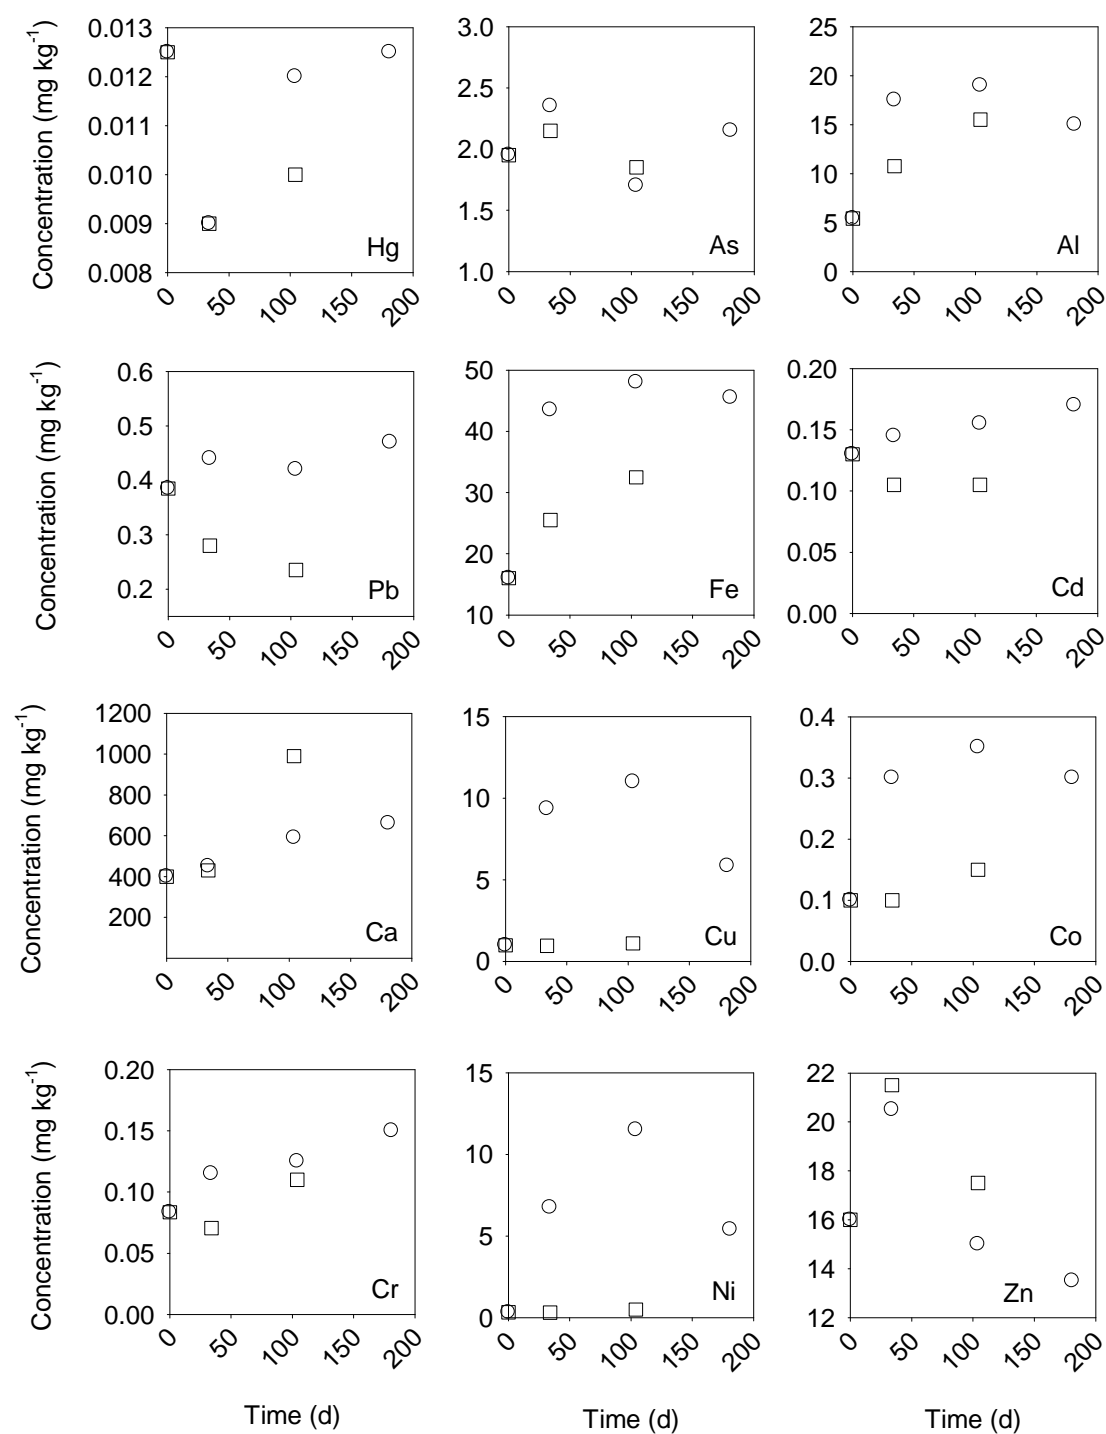 Concentration (mg kg⁻¹)
0.013
0.012
0.011
0.010
0.009
0.008
Hg
0 50 100 150 200
3.0
2.5
2.0
1.5
1.0
As
0 50 100 150 200
25
20
15
10
5
0
Al
0 50 100 150 200
Concentration (mg kg⁻¹)
0.6
0.5
0.4
0.3
0.2
Pb
0 50 100 150 200
50
40
30
20
10
Fe
0 50 100 150 200
0.20
0.15
0.10
0.05
0.00
Cd
0 50 100 150 200
Concentration (mg kg⁻¹)
1200
1000
800
600
400
200
Ca
0 50 100 150 200
15
10
5
0
Cu
0 50 100 150 200
0.4
0.3
0.2
0.1
0.0
Co
0 50 100 150 200
Concentration (mg kg⁻¹)
0.20
0.15
0.10
0.05
0.00
Cr
0 50 100 150 200
15
10
5
0
Ni
0 50 100 150 200
22
20
18
16
14
12
Zn
0 50 100 150 200
Time (d)
Time (d)
Time (d)